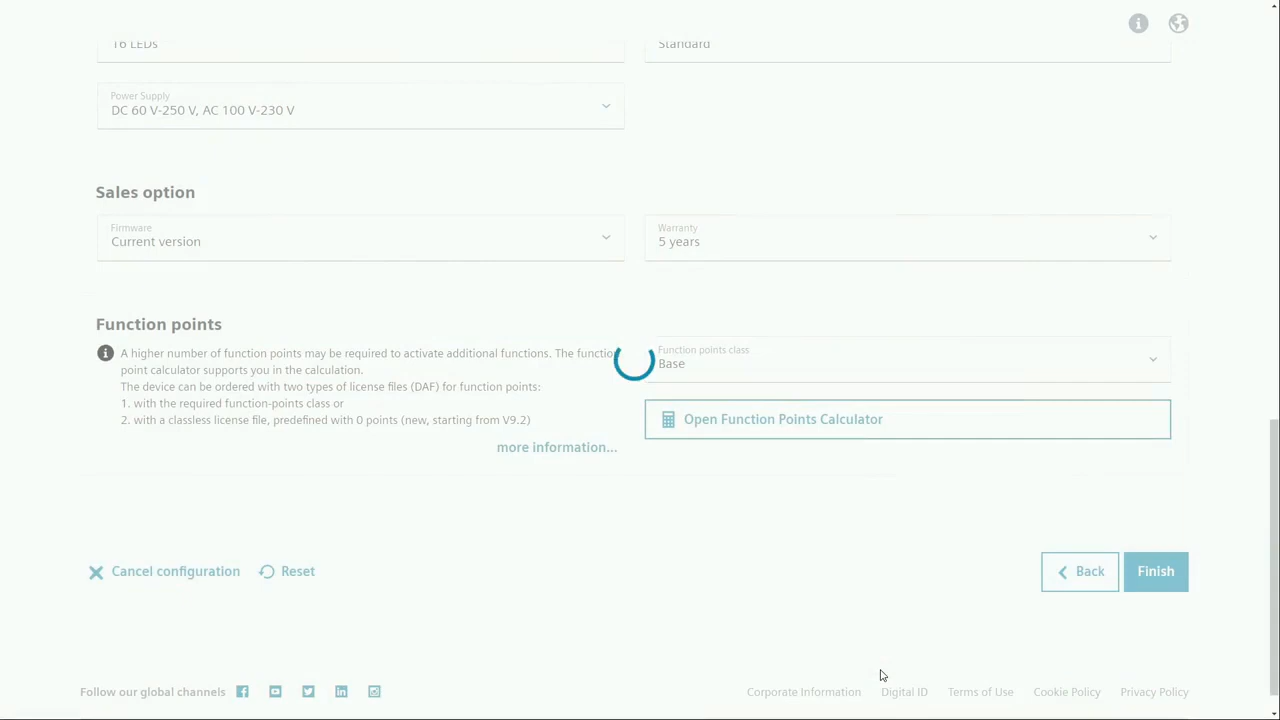 16 LEDs
Standard
Power Supply
DC 60 V-250 V, AC 100 V-230 V
Sales option
Firmware
Current version
Warranty
5 years
Function points
A higher number of function points may be required to activate additional functions. The function
point calculator supports you in the calculation.
The device can be ordered with two types of license files (DAF) for function points:
1. with the required function-points class or
2. with a classless license file, predefined with 0 points (new, starting from V9.2)
more information...
Function points class
Base
Open Function Points Calculator
Cancel configuration
Reset
Back
Finish
Follow our global channels
Corporate Information
Digital ID
Terms of Use
Cookie Policy
Privacy Policy